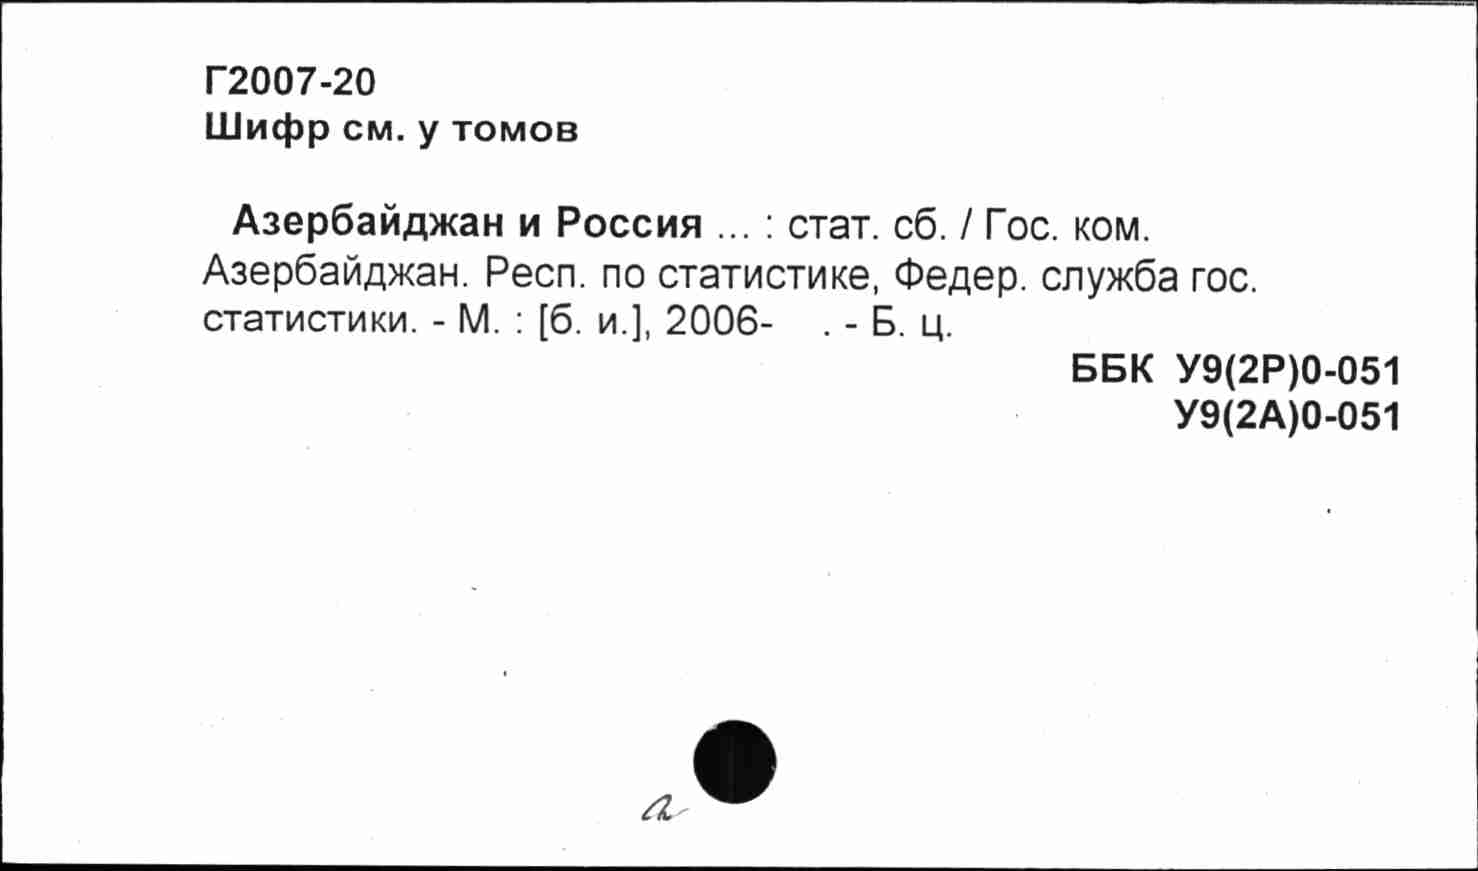 Г2007-20
Шифр см. у томов
Азербайджан и Россия ... : стат. сб. / Гос. ком.
Азербайджан. Респ. по статистике, Федер. служба гос.
статистики. - М. : [б. и.], 2006-    . - Б. ц.
ББК У9(2Р)0-051
У9(2А)0-051